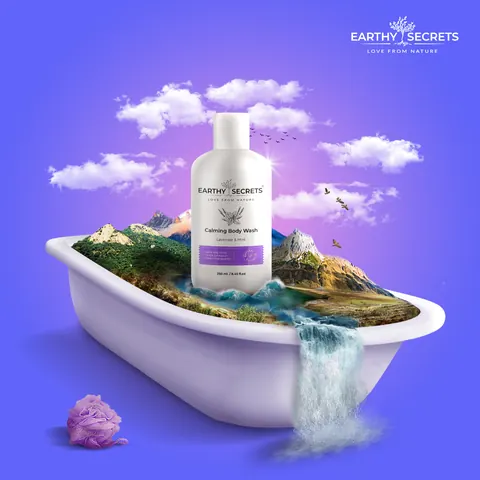 EARTHY SECRETS
LOVE FROM NATURE
EARTHY SECRETS
LOVE FROM NATURE
Calming Body Wash
Lavender & Mint